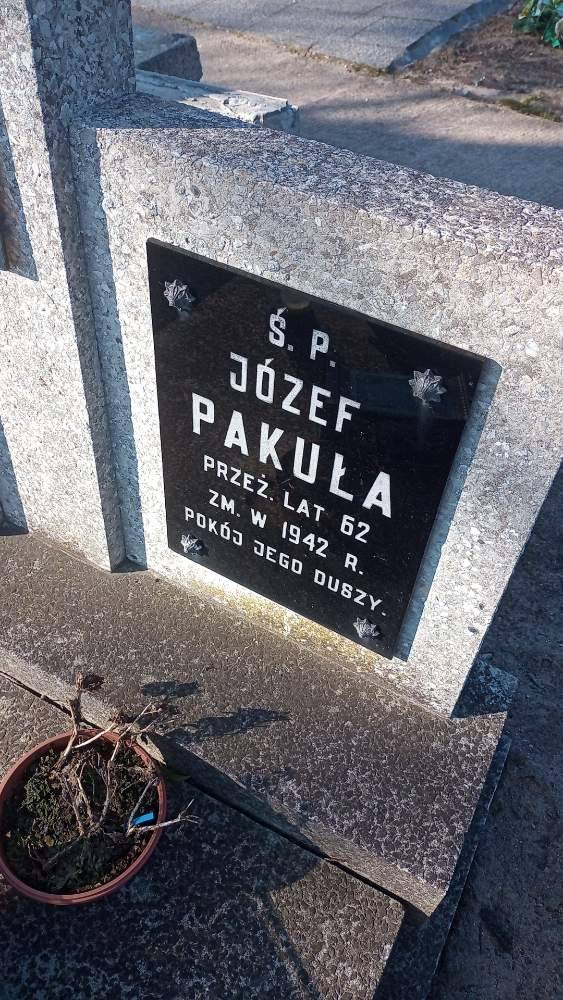 Ś. P.
JÓZEF
PAKUŁA
PRZEŻ. LAT 62
ZM. W 1942 R.
POKÓJ JEGO DUSZY.